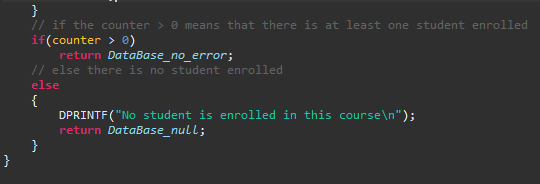 }
// if the counter > 0 means that there is at least one student enrolled
if(counter > 0)
return DataBase_no_error;
// else there is no student enrolled
else
{
DPRINTF("No student is enrolled in this course\n");
return DataBase_null;
}
}